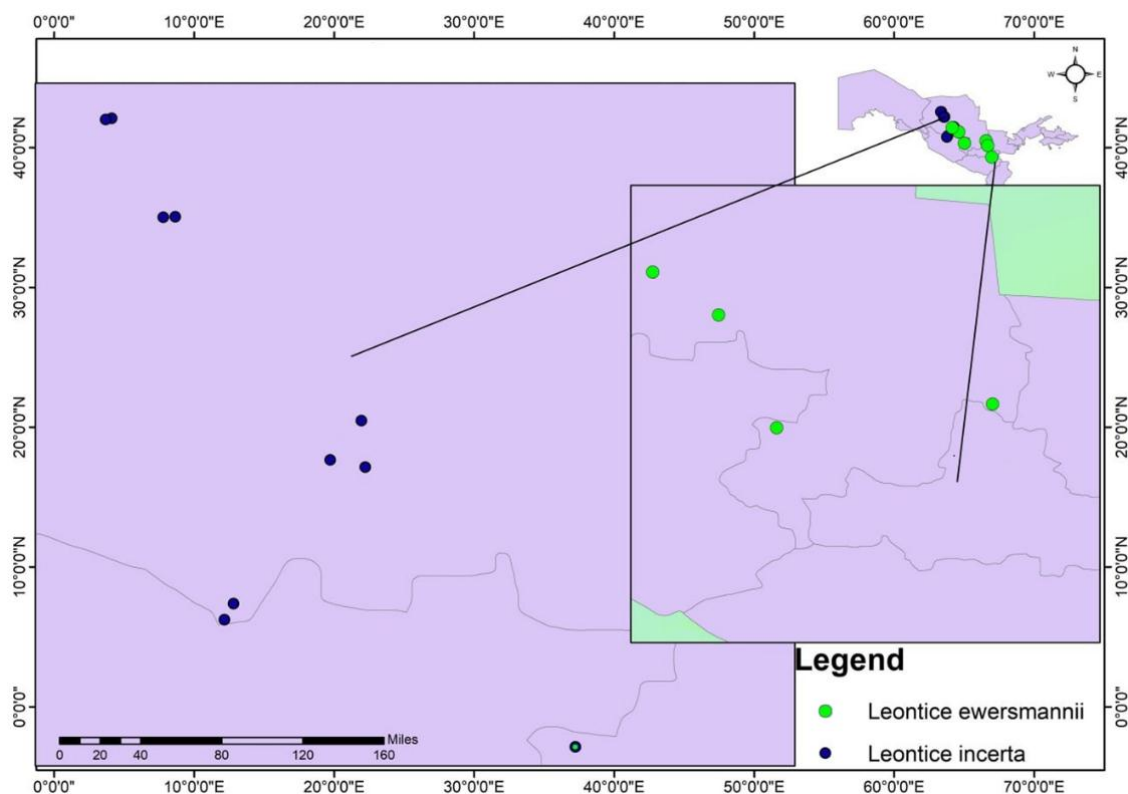 0°0'0" 10°0'0"E 20°0'0"E 30°0'0"E 40°0'0"E 50°0'0"E 60°0'0"E 70°0'0"E
N
W E
S
40°0'0"N 40°0'0"N
30°0'0"N 30°0'0"N
20°0'0"N 20°0'0"N
10°0'0"N 10°0'0"N
0°0'0" 0°0'0"
Legend
Leontice ewersmannii
Leontice incerta
Miles
0 20 40 80 120 160
0°0'0" 10°0'0"E 20°0'0"E 30°0'0"E 40°0'0"E 50°0'0"E 60°0'0"E 70°0'0"E